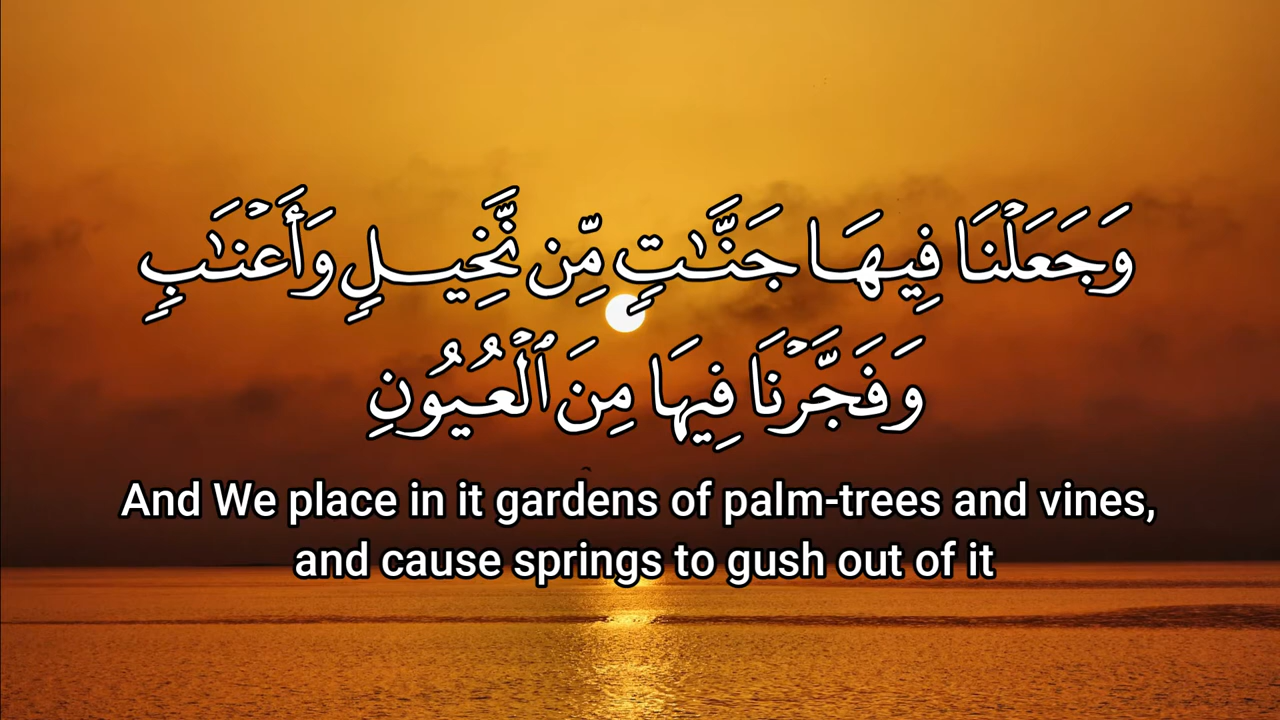 وَجَعَلْنَا فِيهَا جَنَّـٰتٍ مِّن نَّخِيلٍ وَأَعْنَـٰبٍ
وَفَجَّرْنَا فِيهَا مِنَ ٱلْعُيُونِ
And We place in it gardens of palm-trees and vines,
and cause springs to gush out of it